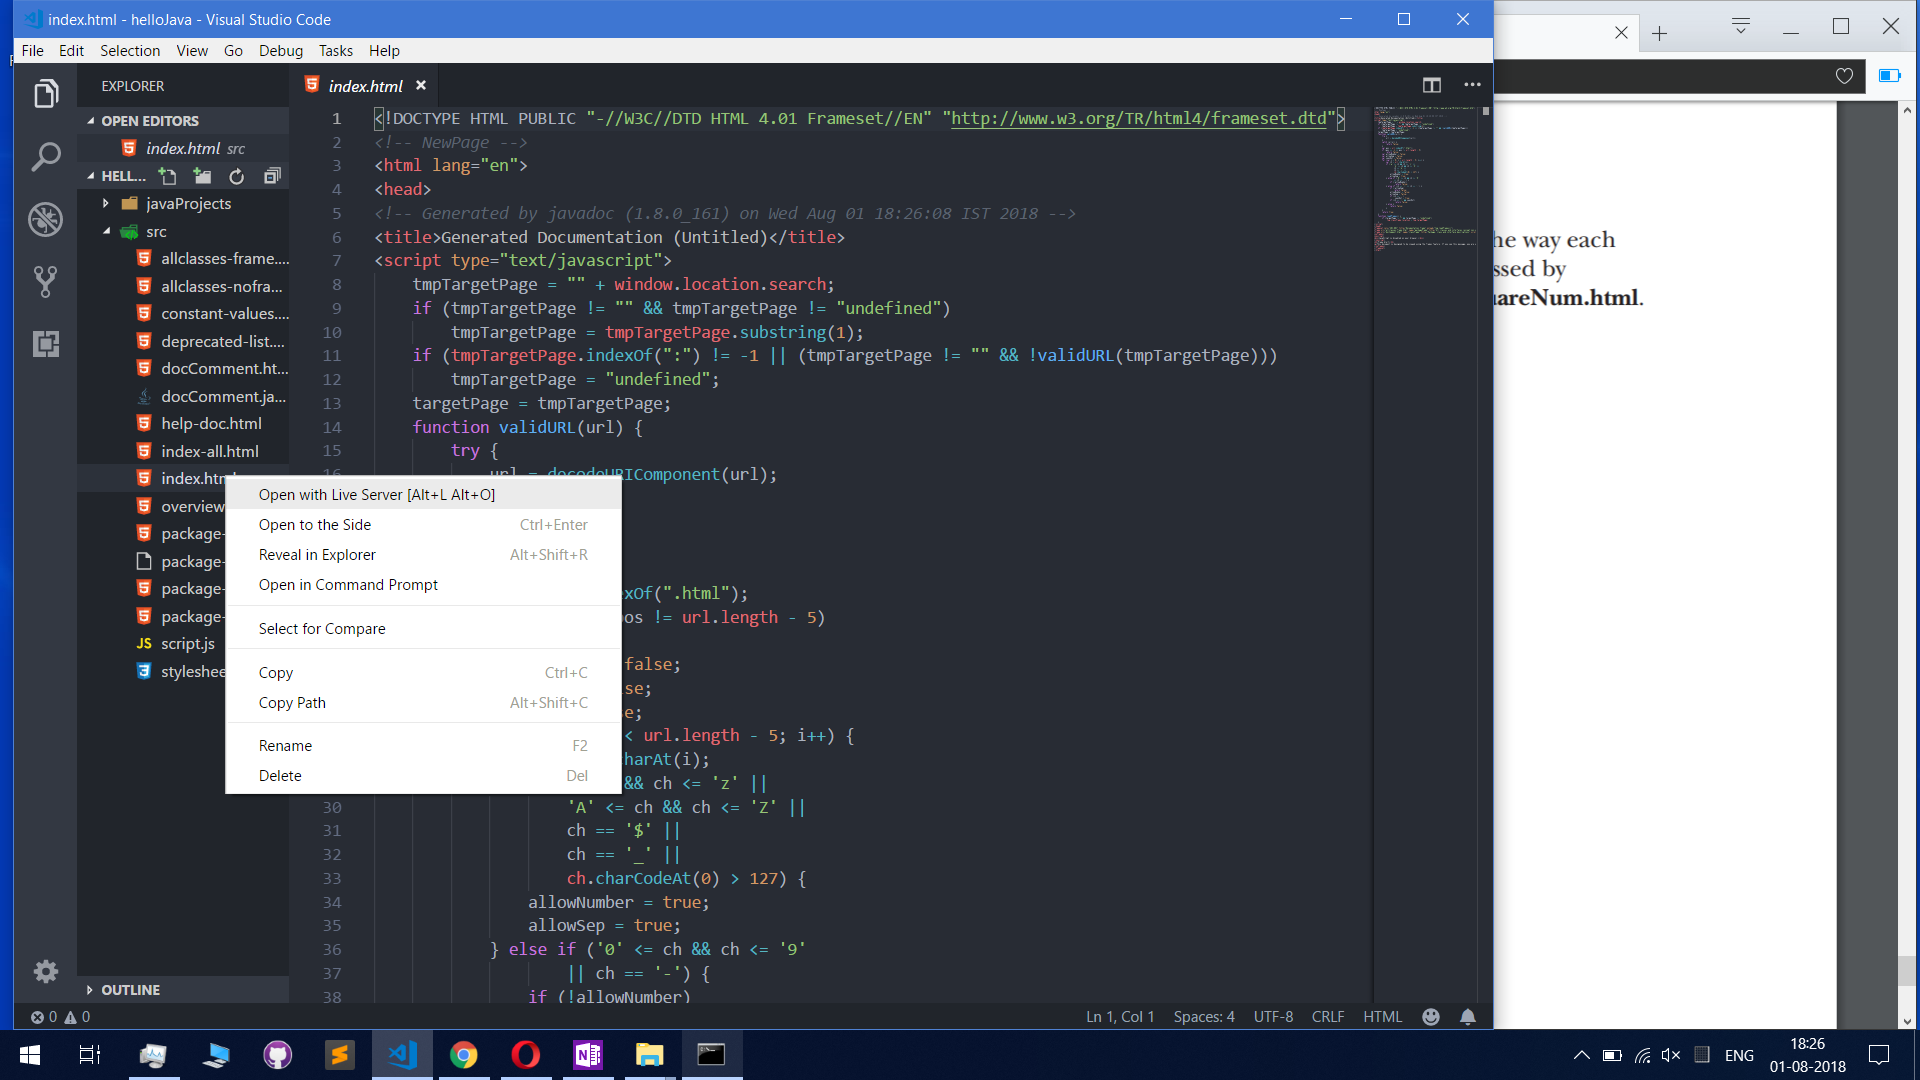 index.html - helloJava - Visual Studio Code
File Edit Selection View Go Debug Tasks Help
EXPLORER
OPEN EDITORS
index.html src
HELL...
javaProjects
src
allclasses-frame....
allclasses-nofra...
constant-values....
deprecated-list....
docComment.ht...
docComment.ja...
help-doc.html
index-all.html
index.html
overview
package-
package-
package-
package-
JS script.js
styleshee
OUTLINE
index.html
1 <!DOCTYPE HTML PUBLIC "-//W3C//DTD HTML 4.01 Frameset//EN" "http://www.w3.org/TR/html4/frameset.dtd">
2 <!-- NewPage -->
3 <html lang="en">
4 <head>
5 <!-- Generated by javadoc (1.8.0_161) on Wed Aug 01 18:26:08 IST 2018 -->
6 <title>Generated Documentation (Untitled)</title>
7 <script type="text/javascript">
8 tmpTargetPage = "" + window.location.search;
9 if (tmpTargetPage != "" && tmpTargetPage != "undefined")
10 tmpTargetPage = tmpTargetPage.substring(1);
11 if (tmpTargetPage.indexOf(":") != -1 || (tmpTargetPage != "" && !validURL(tmpTargetPage)))
12 tmpTargetPage = "undefined";
13 targetPage = tmpTargetPage;
14 function validURL(url) {
15 try {
16 url = decodeURIComponent(url);
xOf(".html");
pos != url.length - 5)
false;
se;
e;
< url.length - 5; i++) {
harAt(i);
&& ch <= 'z' ||
30 'A' <= ch && ch <= 'Z' ||
31 ch == '$' ||
32 ch == '_' ||
33 ch.charCodeAt(0) > 127) {
34 allowNumber = true;
35 allowSep = true;
36 } else if ('0' <= ch && ch <= '9'
37 || ch == '-') {
38 if (!allowNumber)
Open with Live Server [Alt+L Alt+O]
Open to the Side Ctrl+Enter
Reveal in Explorer Alt+Shift+R
Open in Command Prompt
Select for Compare
Copy Ctrl+C
Copy Path Alt+Shift+C
Rename F2
Delete Del
he way each
ssed by
uareNum.html.
0 0
Ln 1, Col 1 Spaces: 4 UTF-8 CRLF HTML
ENG
18:26
01-08-2018